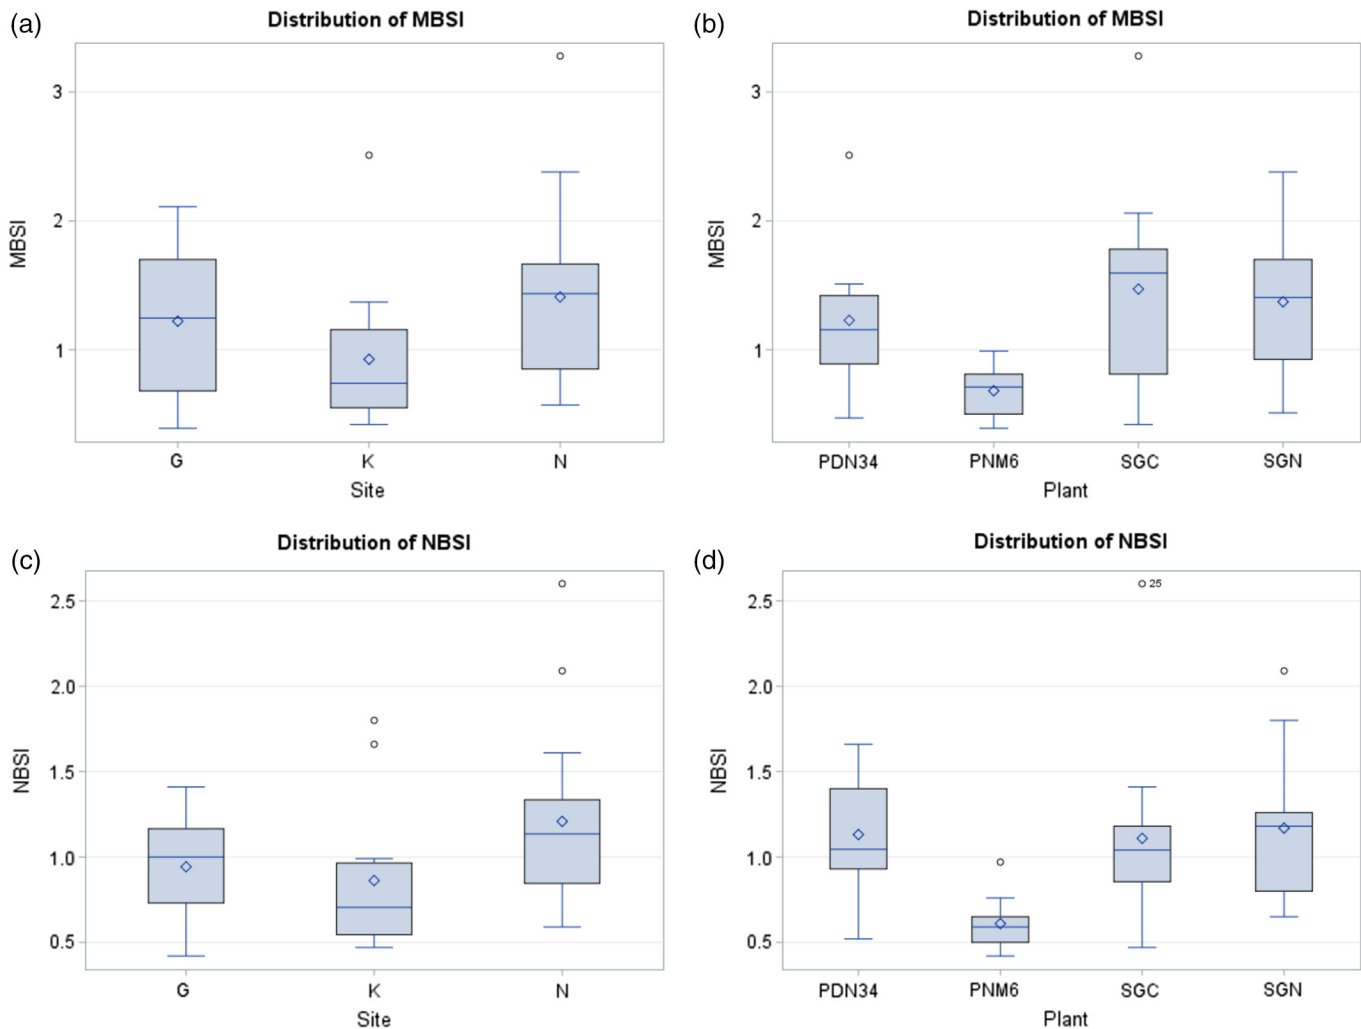 (a)
Distribution of MBSI
3
2
1
MBSI
G K N
Site
(b)
Distribution of MBSI
3
2
1
MBSI
PDN34 PNM6 SGC SGN
Plant
(c)
Distribution of NBSI
2.5
2.0
1.5
1.0
0.5
NBSI
G K N
Site
(d)
Distribution of NBSI
25
2.5
2.0
1.5
1.0
0.5
NBSI
PDN34 PNM6 SGC SGN
Plant